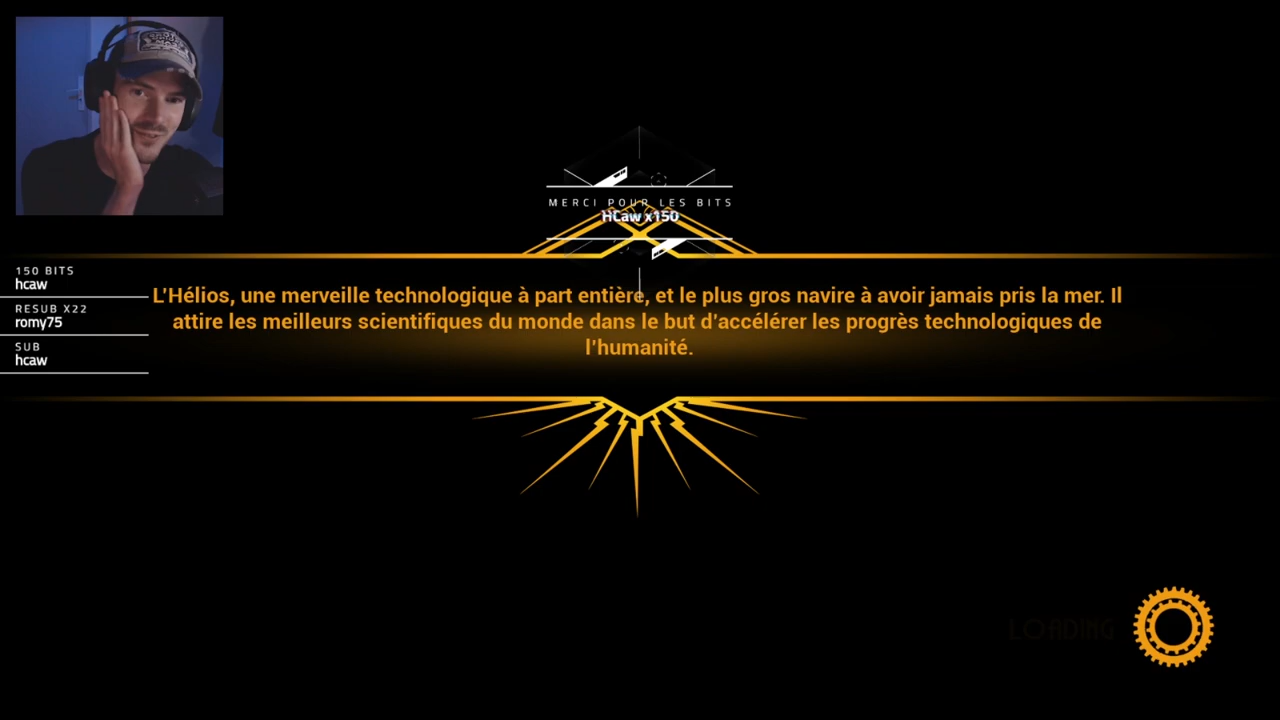 MERCI POUR LES BITS
HCaw x150
150 BITS
hcaw
RESUB X22
romy75
SUB
hcaw
L'Hélios, une merveille technologique à part entière, et le plus gros navire à avoir jamais pris la mer. Il
attire les meilleurs scientifiques du monde dans le but d'accélérer les progrès technologiques de
l'humanité.
LOADING